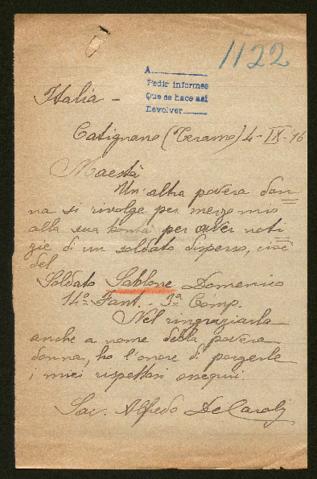 1122
A
Pedir informes
Que se hace así
Devolver
Italia -
Catignano (Teramo) 4-IX-16
Maestà
Un'altra povera don-
na si rivolge per mezzo mio
alla sua bontà per aver noti-
zie di un soldato disperso, cioè
del
Soldato Sablone Domenico
14º Fant. - 3ª Comp.
Nel ringraziarla
anche a nome della povera
donna, ho l'onore di porgerle
i miei rispettosi ossequi.
Sac. Alfredo De Carolj